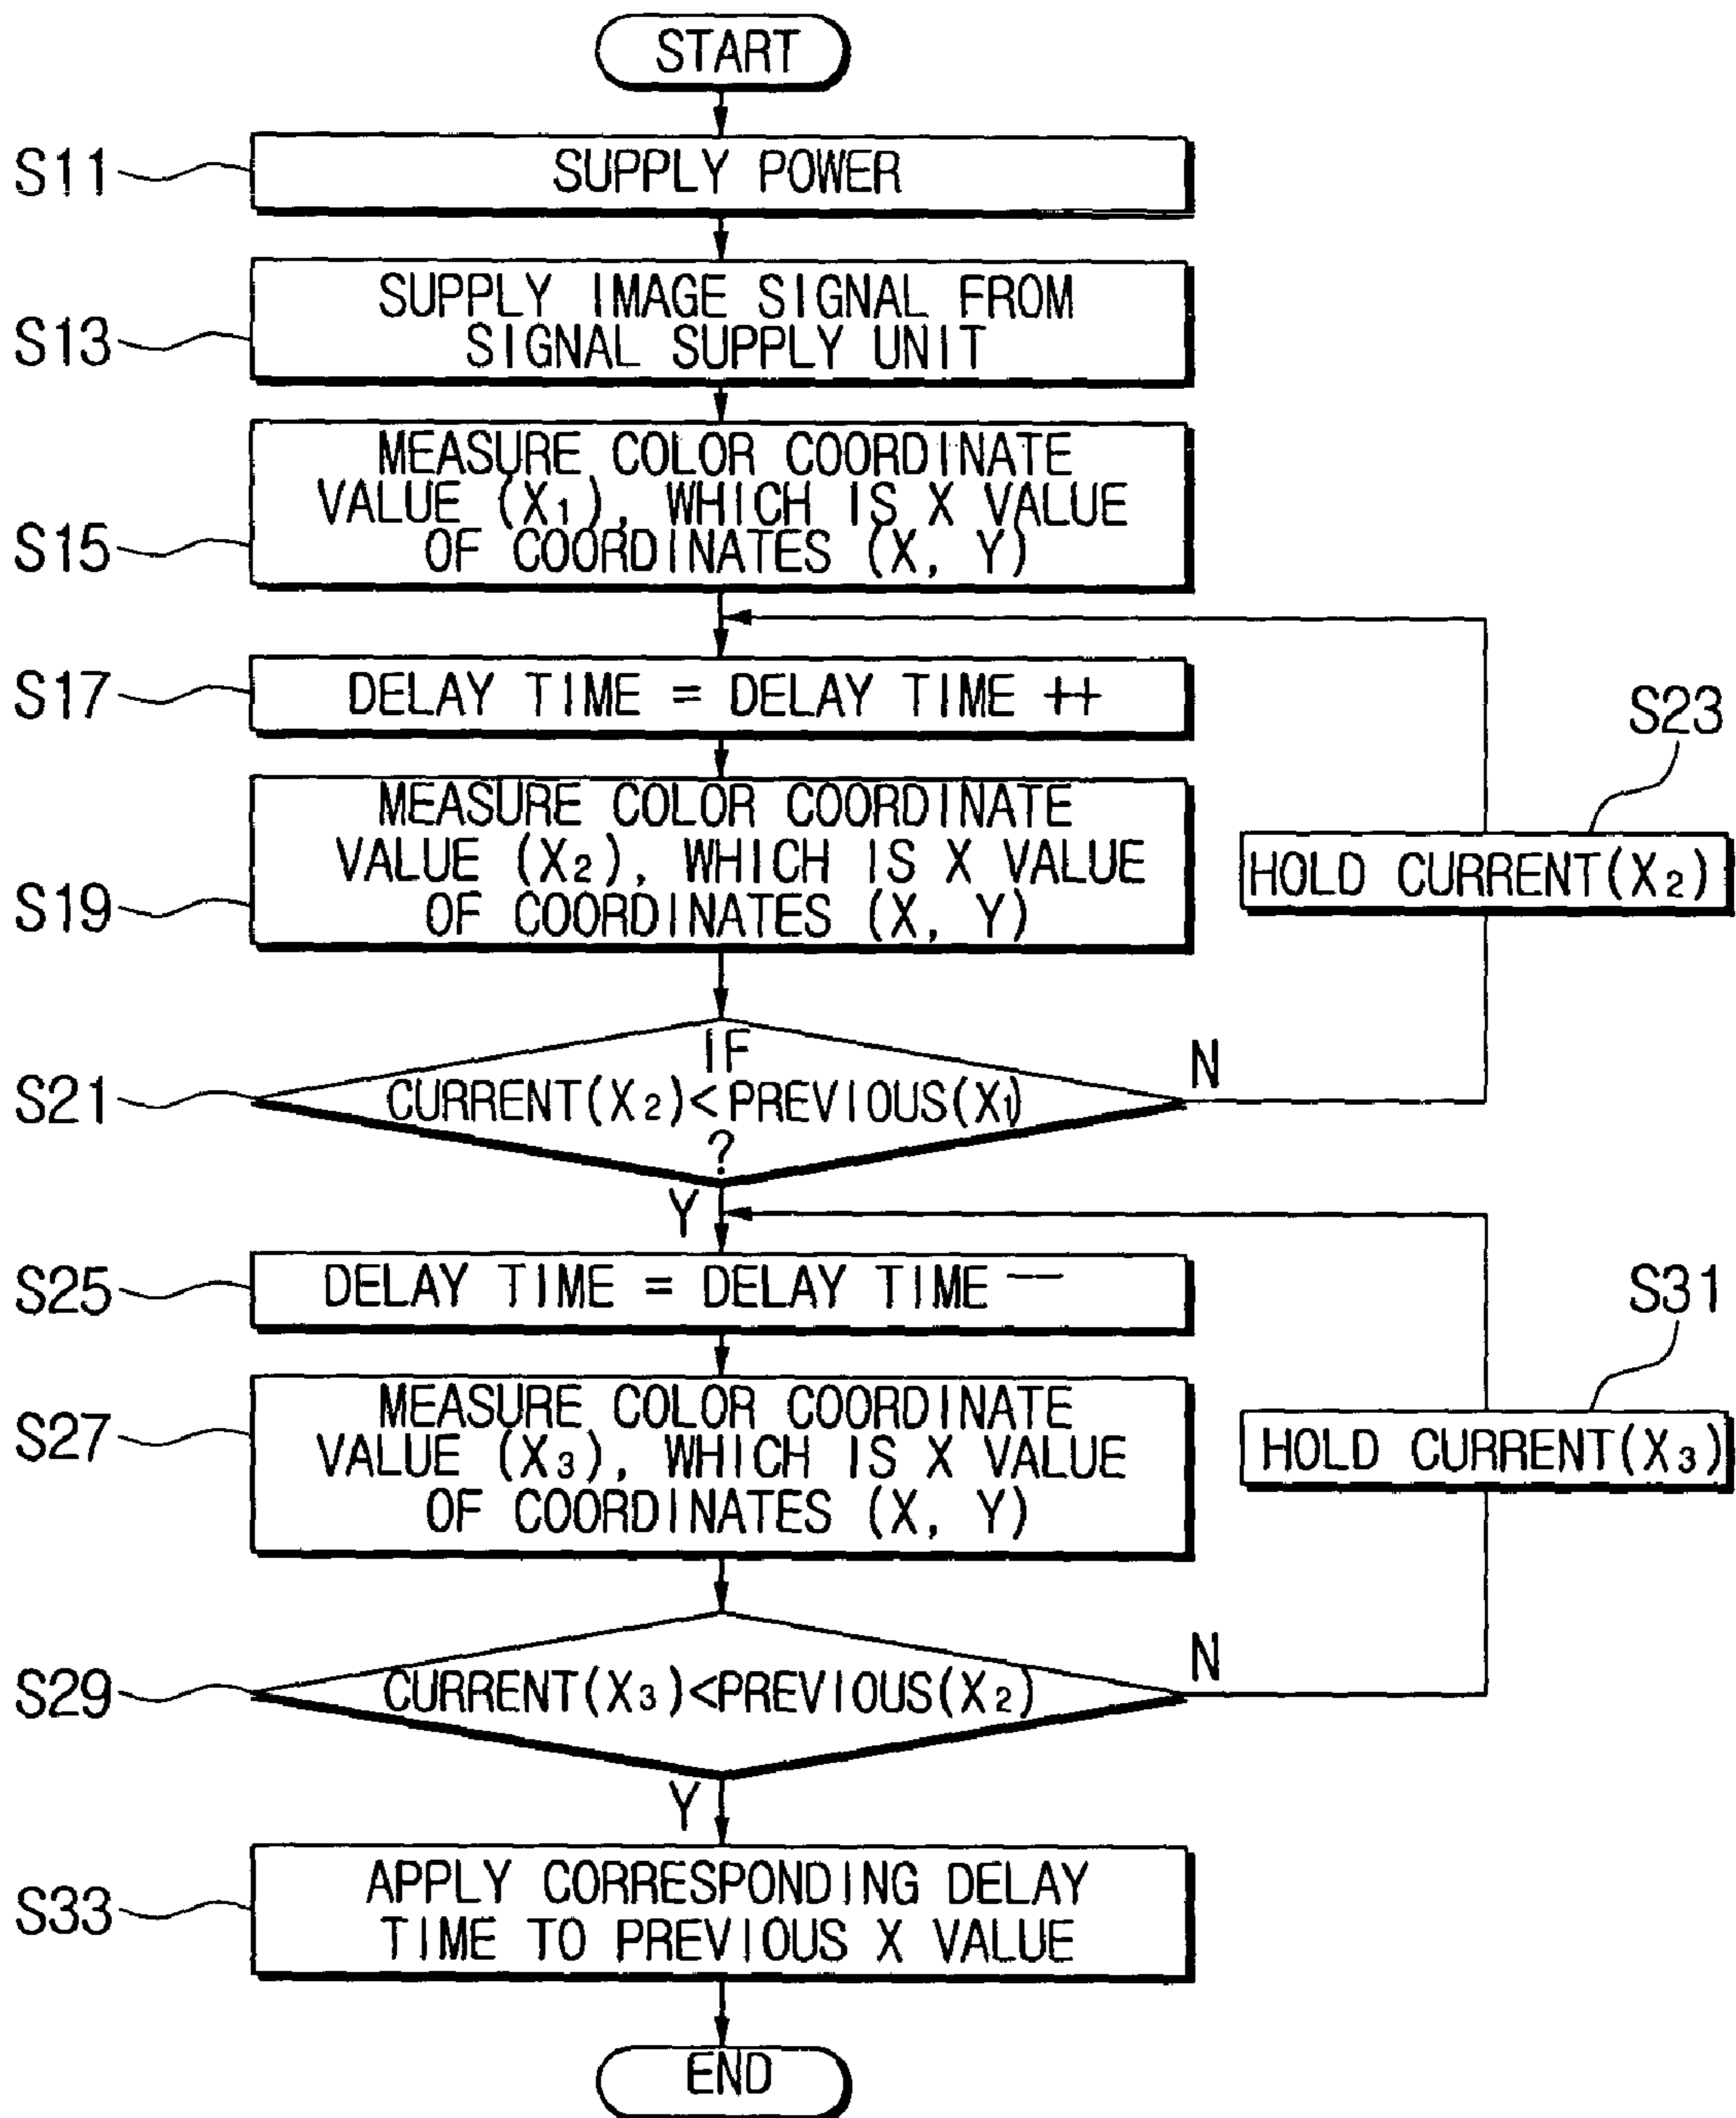 START
S11
SUPPLY POWER
S13
SUPPLY IMAGE SIGNAL FROM
SIGNAL SUPPLY UNIT
S15
MEASURE COLOR COORDINATE
VALUE (X1), WHICH IS X VALUE
OF COORDINATES (X, Y)
S17
DELAY TIME = DELAY TIME ++
S19
MEASURE COLOR COORDINATE
VALUE (X2), WHICH IS X VALUE
OF COORDINATES (X, Y)
S23
HOLD CURRENT(X2)
S21
IF
CURRENT(X2)<PREVIOUS(X1)
?
N
Y
S25
DELAY TIME = DELAY TIME --
S27
MEASURE COLOR COORDINATE
VALUE (X3), WHICH IS X VALUE
OF COORDINATES (X, Y)
S31
HOLD CURRENT(X3)
S29
CURRENT(X3)<PREVIOUS(X2)
N
Y
S33
APPLY CORRESPONDING DELAY
TIME TO PREVIOUS X VALUE
END